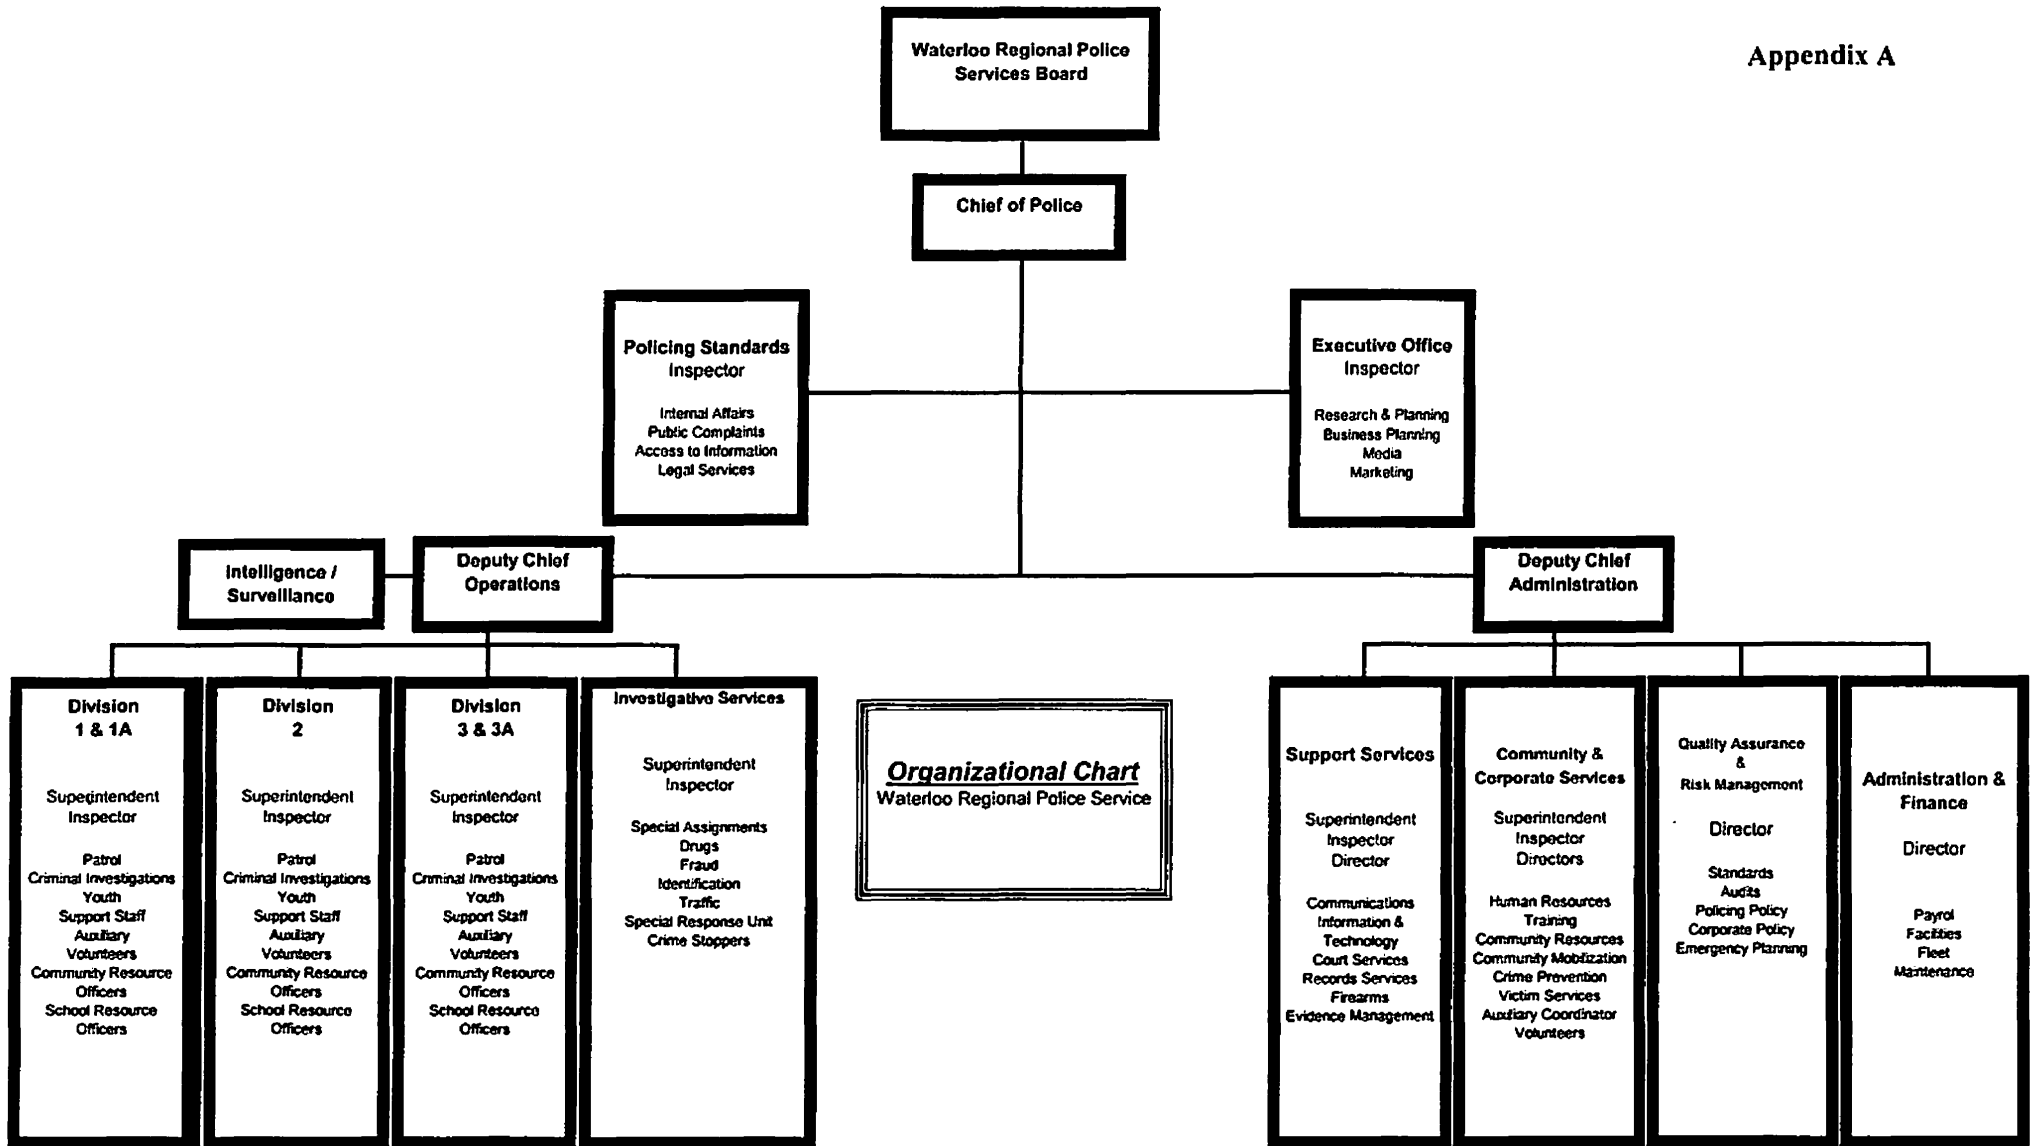 Appendix A
Waterloo Regional Police
Services Board
Chief of Police
Policing Standards
Inspector
Internal Affairs
Public Complaints
Access to Information
Legal Services
Executive Office
Inspector
Research & Planning
Business Planning
Media
Marketing
Intelligence /
Surveillance
Deputy Chief
Operations
Deputy Chief
Administration
Division
1 & 1A
Superintendent
Inspector
Patrol
Criminal Investigations
Youth
Support Staff
Auxiliary
Volunteers
Community Resource
Officers
School Resource
Officers
Division
2
Superintendent
Inspector
Patrol
Criminal Investigations
Youth
Support Staff
Auxiliary
Volunteers
Community Resource
Officers
School Resource
Officers
Division
3 & 3A
Superintendent
Inspector
Patrol
Criminal Investigations
Youth
Support Staff
Auxiliary
Volunteers
Community Resource
Officers
School Resource
Officers
Investigative Services
Superintendent
Inspector
Special Assignments
Drugs
Fraud
Identification
Traffic
Special Response Unit
Crime Stoppers
Organizational Chart
Waterloo Regional Police Service
Support Services
Superintendent
Inspector
Director
Communications
Information &
Technology
Court Services
Records Services
Firearms
Evidence Management
Community &
Corporate Services
Superintendent
Inspector
Directors
Human Resources
Training
Community Resources
Community Mobilization
Crime Prevention
Victim Services
Auxiliary Coordinator
Volunteers
Quality Assurance
&
Risk Management
Director
Standards
Audits
Policing Policy
Corporate Policy
Emergency Planning
Administration &
Finance
Director
Payrol
Facilities
Fleet
Maintenance